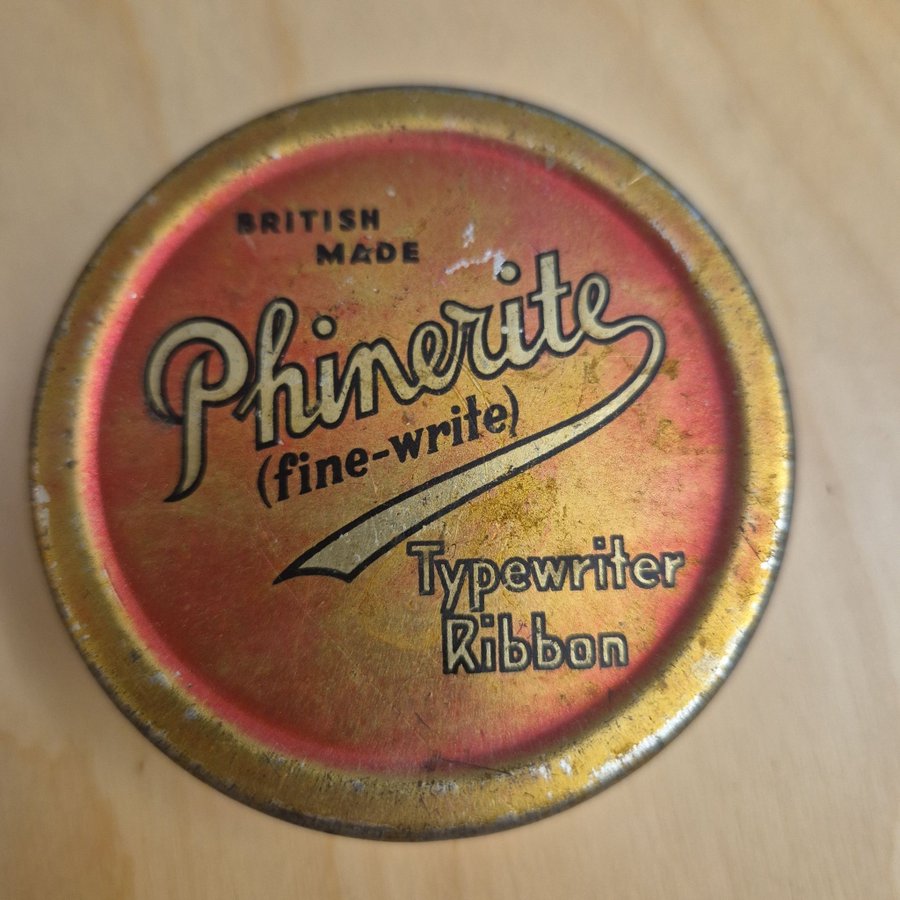 BRITISH
MADE
Phinerite
(fine-write)
Typewriter
Ribbon